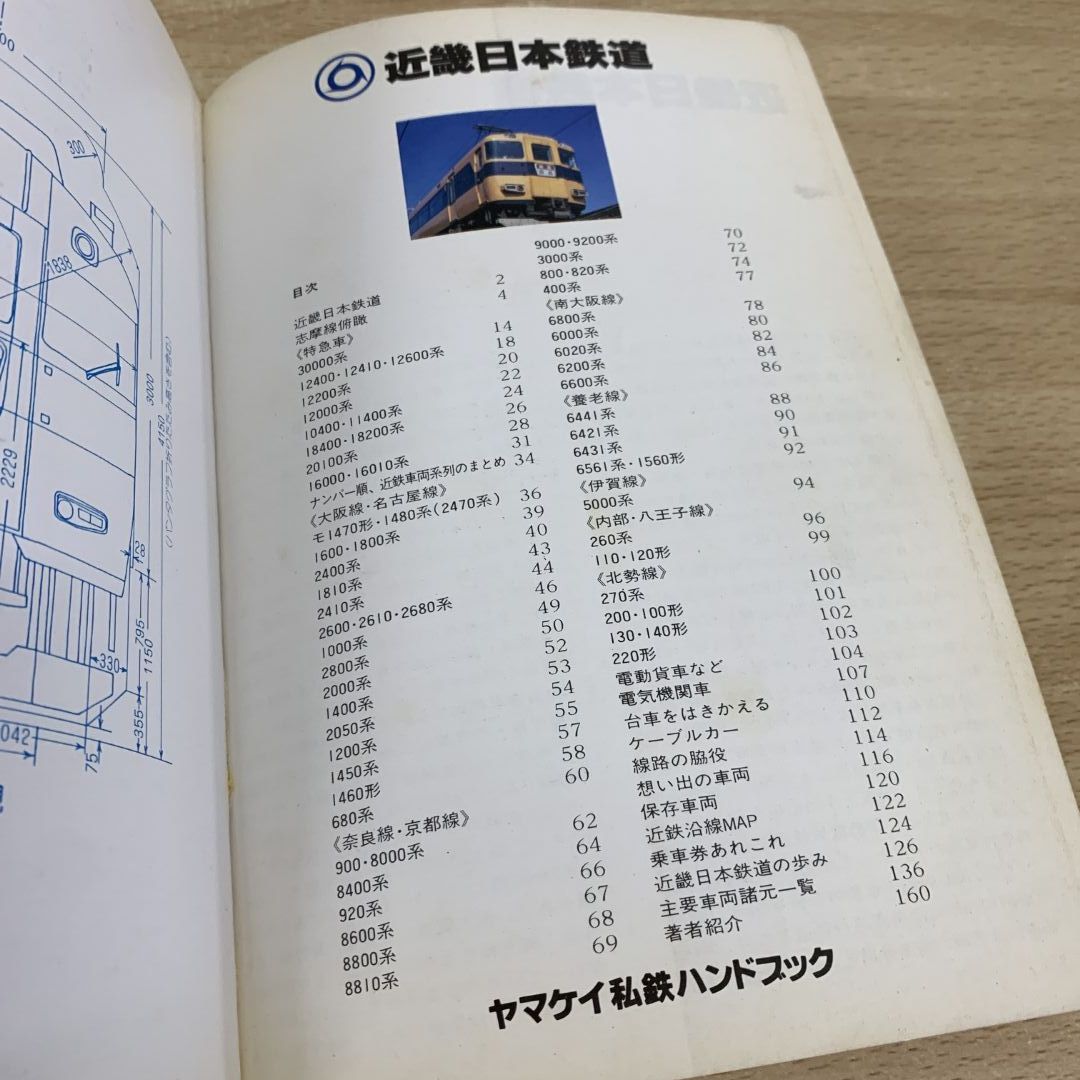 300
1838
3000
4150
(パンタグラフ折りたたみ高さを含む)
2229
28
330
795
1150
355
75
042
近畿日本鉄道
目次
近畿日本鉄道 2
志摩線俯瞰 4
《特急車》
30000系 14
12400・12410・12600系 18
12200系 20
12000系 22
10400・11400系 24
18400・18200系 26
20100系 28
16000・16010系 31
ナンバー順、近鉄車両系列のまとめ 34
《大阪線・名古屋線》
モ1470形・1480系(2470系) 36
1600・1800系 39
2400系 40
1810系 43
2410系 44
2600・2610・2680系 46
1000系 49
2800系 50
2000系 52
1400系 53
2050系 54
1200系 55
1450系 57
1460形 58
680系 60
《奈良線・京都線》
900・8000系 62
8400系 64
920系 66
8600系 67
8800系 68
8810系 69
9000・9200系 70
3000系 72
800・820系 74
400系 77
《南大阪線》
6800系 78
6000系 80
6020系 82
6200系 84
6600系 86
《養老線》
6441系 88
6421系 90
6431系 91
6561系・1560形 92
《伊賀線》
5000系 94
《内部・八王子線》
260系 96
110・120形 99
《北勢線》
270系 100
200・100形 101
130・140形 102
220形 103
電動貨車など 104
電気機関車 107
台車をはきかえる 110
ケーブルカー 112
線路の脇役 114
想い出の車両 116
保存車両 120
近鉄沿線MAP 122
乗車券あれこれ 124
近畿日本鉄道の歩み 126
主要車両諸元一覧 136
著者紹介 160
ヤマケイ私鉄ハンドブック